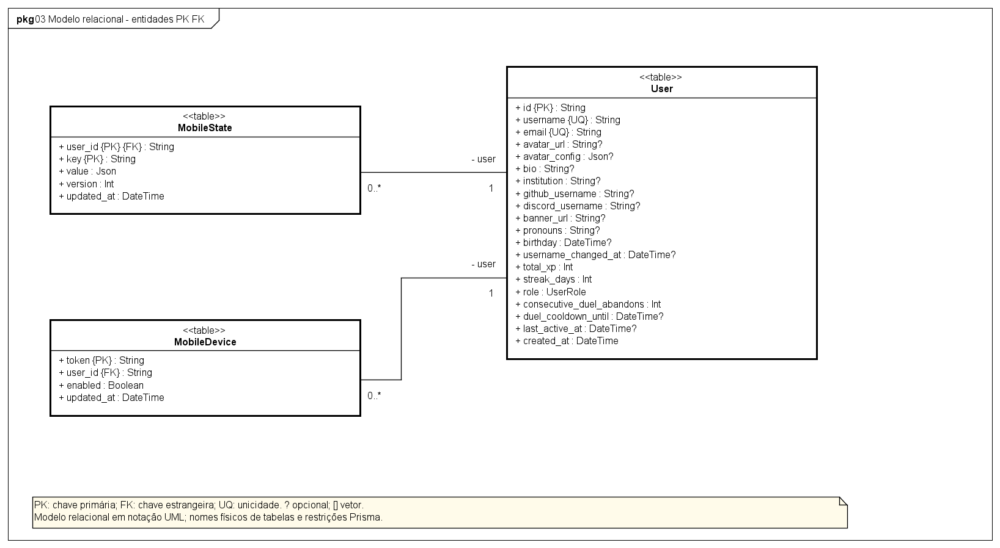 pkg03 Modelo relacional - entidades PK FK
<<table>>
MobileState
+ user_id {PK} {FK} : String
+ key {PK} : String
+ value : Json
+ version : Int
+ updated_at : DateTime
- user
0..*
1
<<table>>
User
+ id {PK} : String
+ username {UQ} : String
+ email {UQ} : String
+ avatar_url : String?
+ avatar_config : Json?
+ bio : String?
+ institution : String?
+ github_username : String?
+ discord_username : String?
+ banner_url : String?
+ pronouns : String?
+ birthday : DateTime?
+ username_changed_at : DateTime?
+ total_xp : Int
+ streak_days : Int
+ role : UserRole
+ consecutive_duel_abandons : Int
+ duel_cooldown_until : DateTime?
+ last_active_at : DateTime?
+ created_at : DateTime
- user
1
<<table>>
MobileDevice
+ token {PK} : String
+ user_id {FK} : String
+ enabled : Boolean
+ updated_at : DateTime
0..*
PK: chave primária; FK: chave estrangeira; UQ: unicidade. ? opcional; [] vetor.
Modelo relacional em notação UML; nomes físicos de tabelas e restrições Prisma.